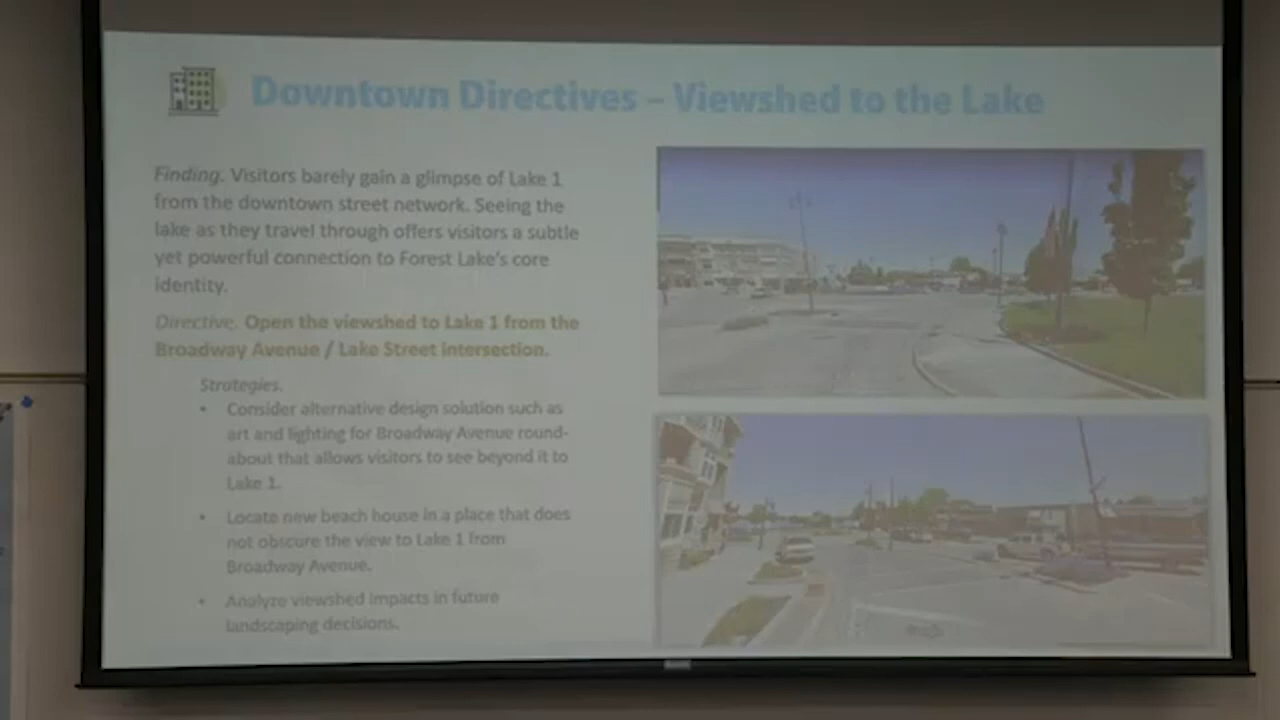 Downtown Directives – Viewshed to the Lake
Finding. Visitors barely gain a glimpse of Lake 1
from the downtown street network. Seeing the
lake as they travel through offers visitors a subtle
yet powerful connection to Forest Lake's core
identity.
Directive. Open the viewshed to Lake 1 from the
Broadway Avenue / Lake Street intersection.
Strategies.
• Consider alternative design solution such as
art and lighting for Broadway Avenue round-
about that allows visitors to see beyond it to
Lake 1.
• Locate new beach house in a place that does
not obscure the view to Lake 1 from
Broadway Avenue.
• Analyze viewshed impacts in future
landscaping decisions.